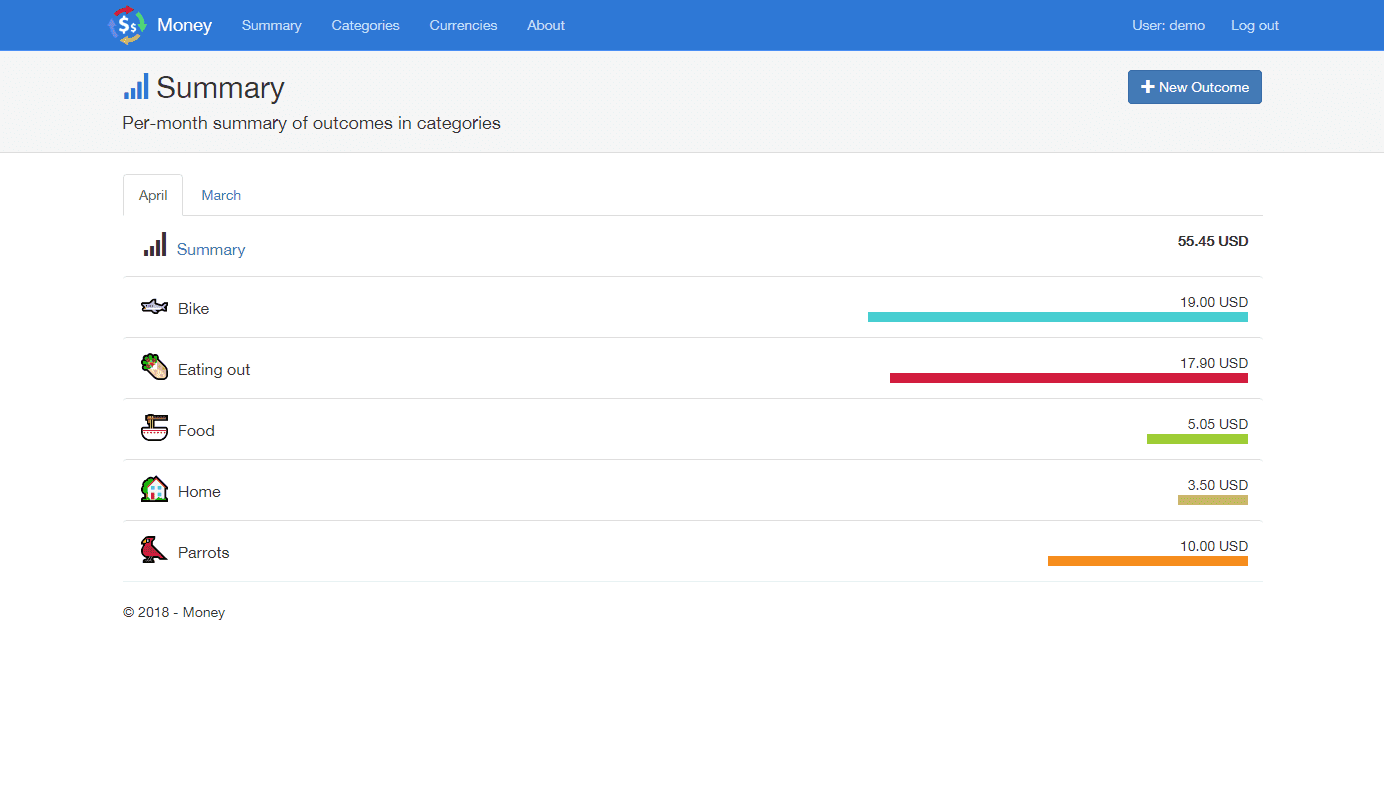 Money Summary Categories Currencies About User: demo Log out
Summary
New Outcome
Per-month summary of outcomes in categories
April March
Summary 55.45 USD
Bike 19.00 USD
Eating out 17.90 USD
Food 5.05 USD
Home 3.50 USD
Parrots 10.00 USD
© 2018 - Money